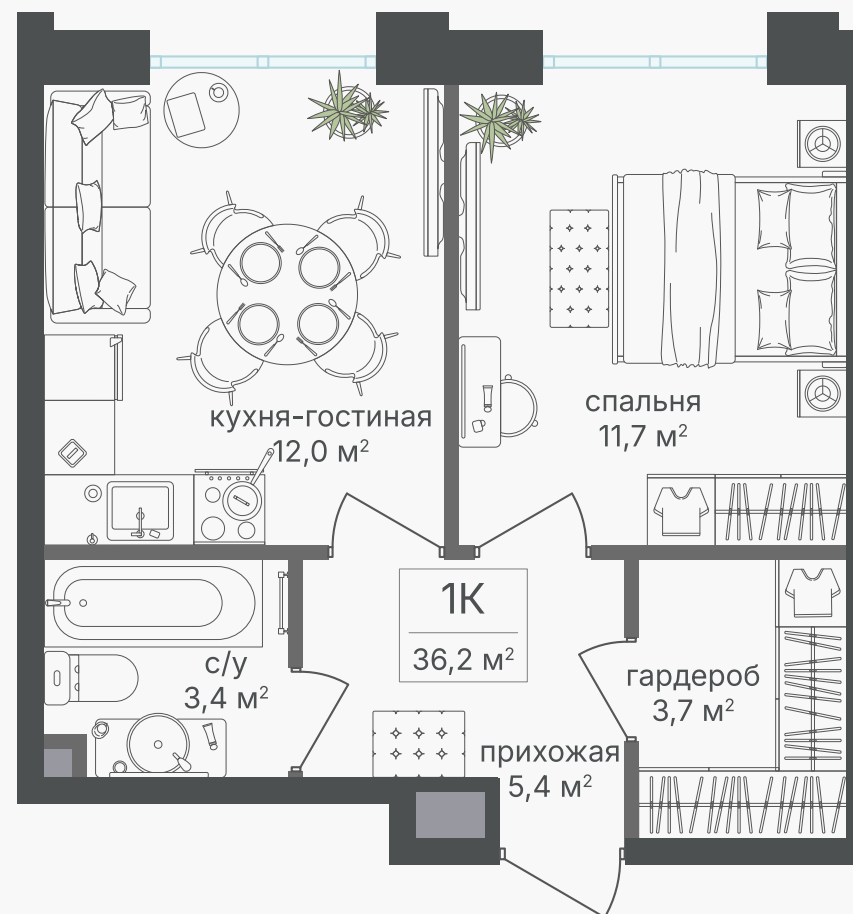 кухня-гостиная
12,0 м²
спальня
11,7 м²
1К
36,2 м²
с/у
3,4 м²
гардероб
3,7 м²
прихожая
5,4 м²